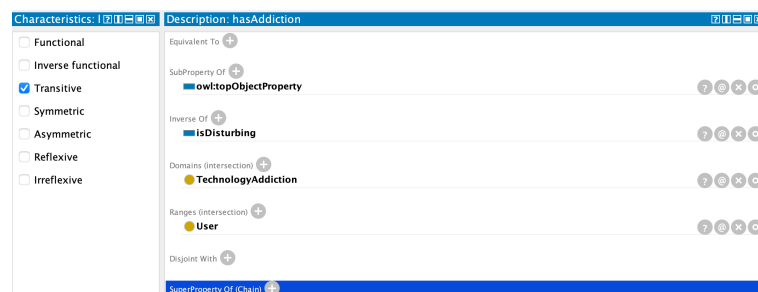 Characteristics: I
Description: hasAddiction
Functional
Inverse functional
Transitive
Symmetric
Asymmetric
Reflexive
Irreflexive
Equivalent To
SubProperty Of
owl:topObjectProperty
Inverse Of
isDisturbing
Domains (intersection)
TechnologyAddiction
Ranges (intersection)
User
Disjoint With
SuperProperty Of (Chain)